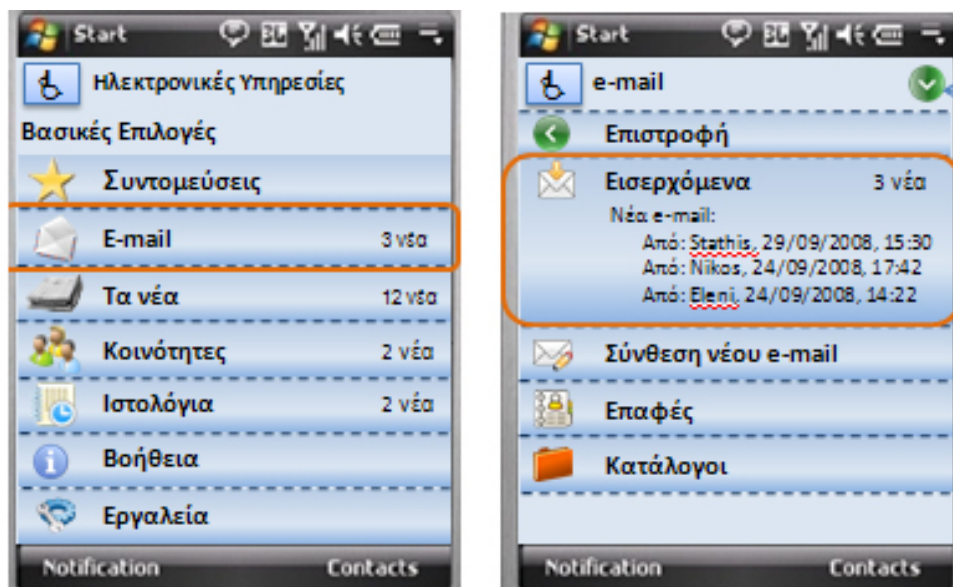 Start
Ηλεκτρονικές Υπηρεσίες
Βασικές Επιλογές
Συντομεύσεις
E-mail 3 νέα
Τα νέα 12 νέα
Κοινότητες 2 νέα
Ιστολόγια 2 νέα
Βοήθεια
Εργαλεία
Notification Contacts
Start
e-mail
Επιστροφή
Εισερχόμενα 3 νέα
Νέα e-mail:
Από: Stathis, 29/09/2008, 15:30
Από: Nikos, 24/09/2008, 17:42
Από: Eleni, 24/09/2008, 14:22
Σύνθεση νέου e-mail
Επαφές
Κατάλογοι
Notification Contacts